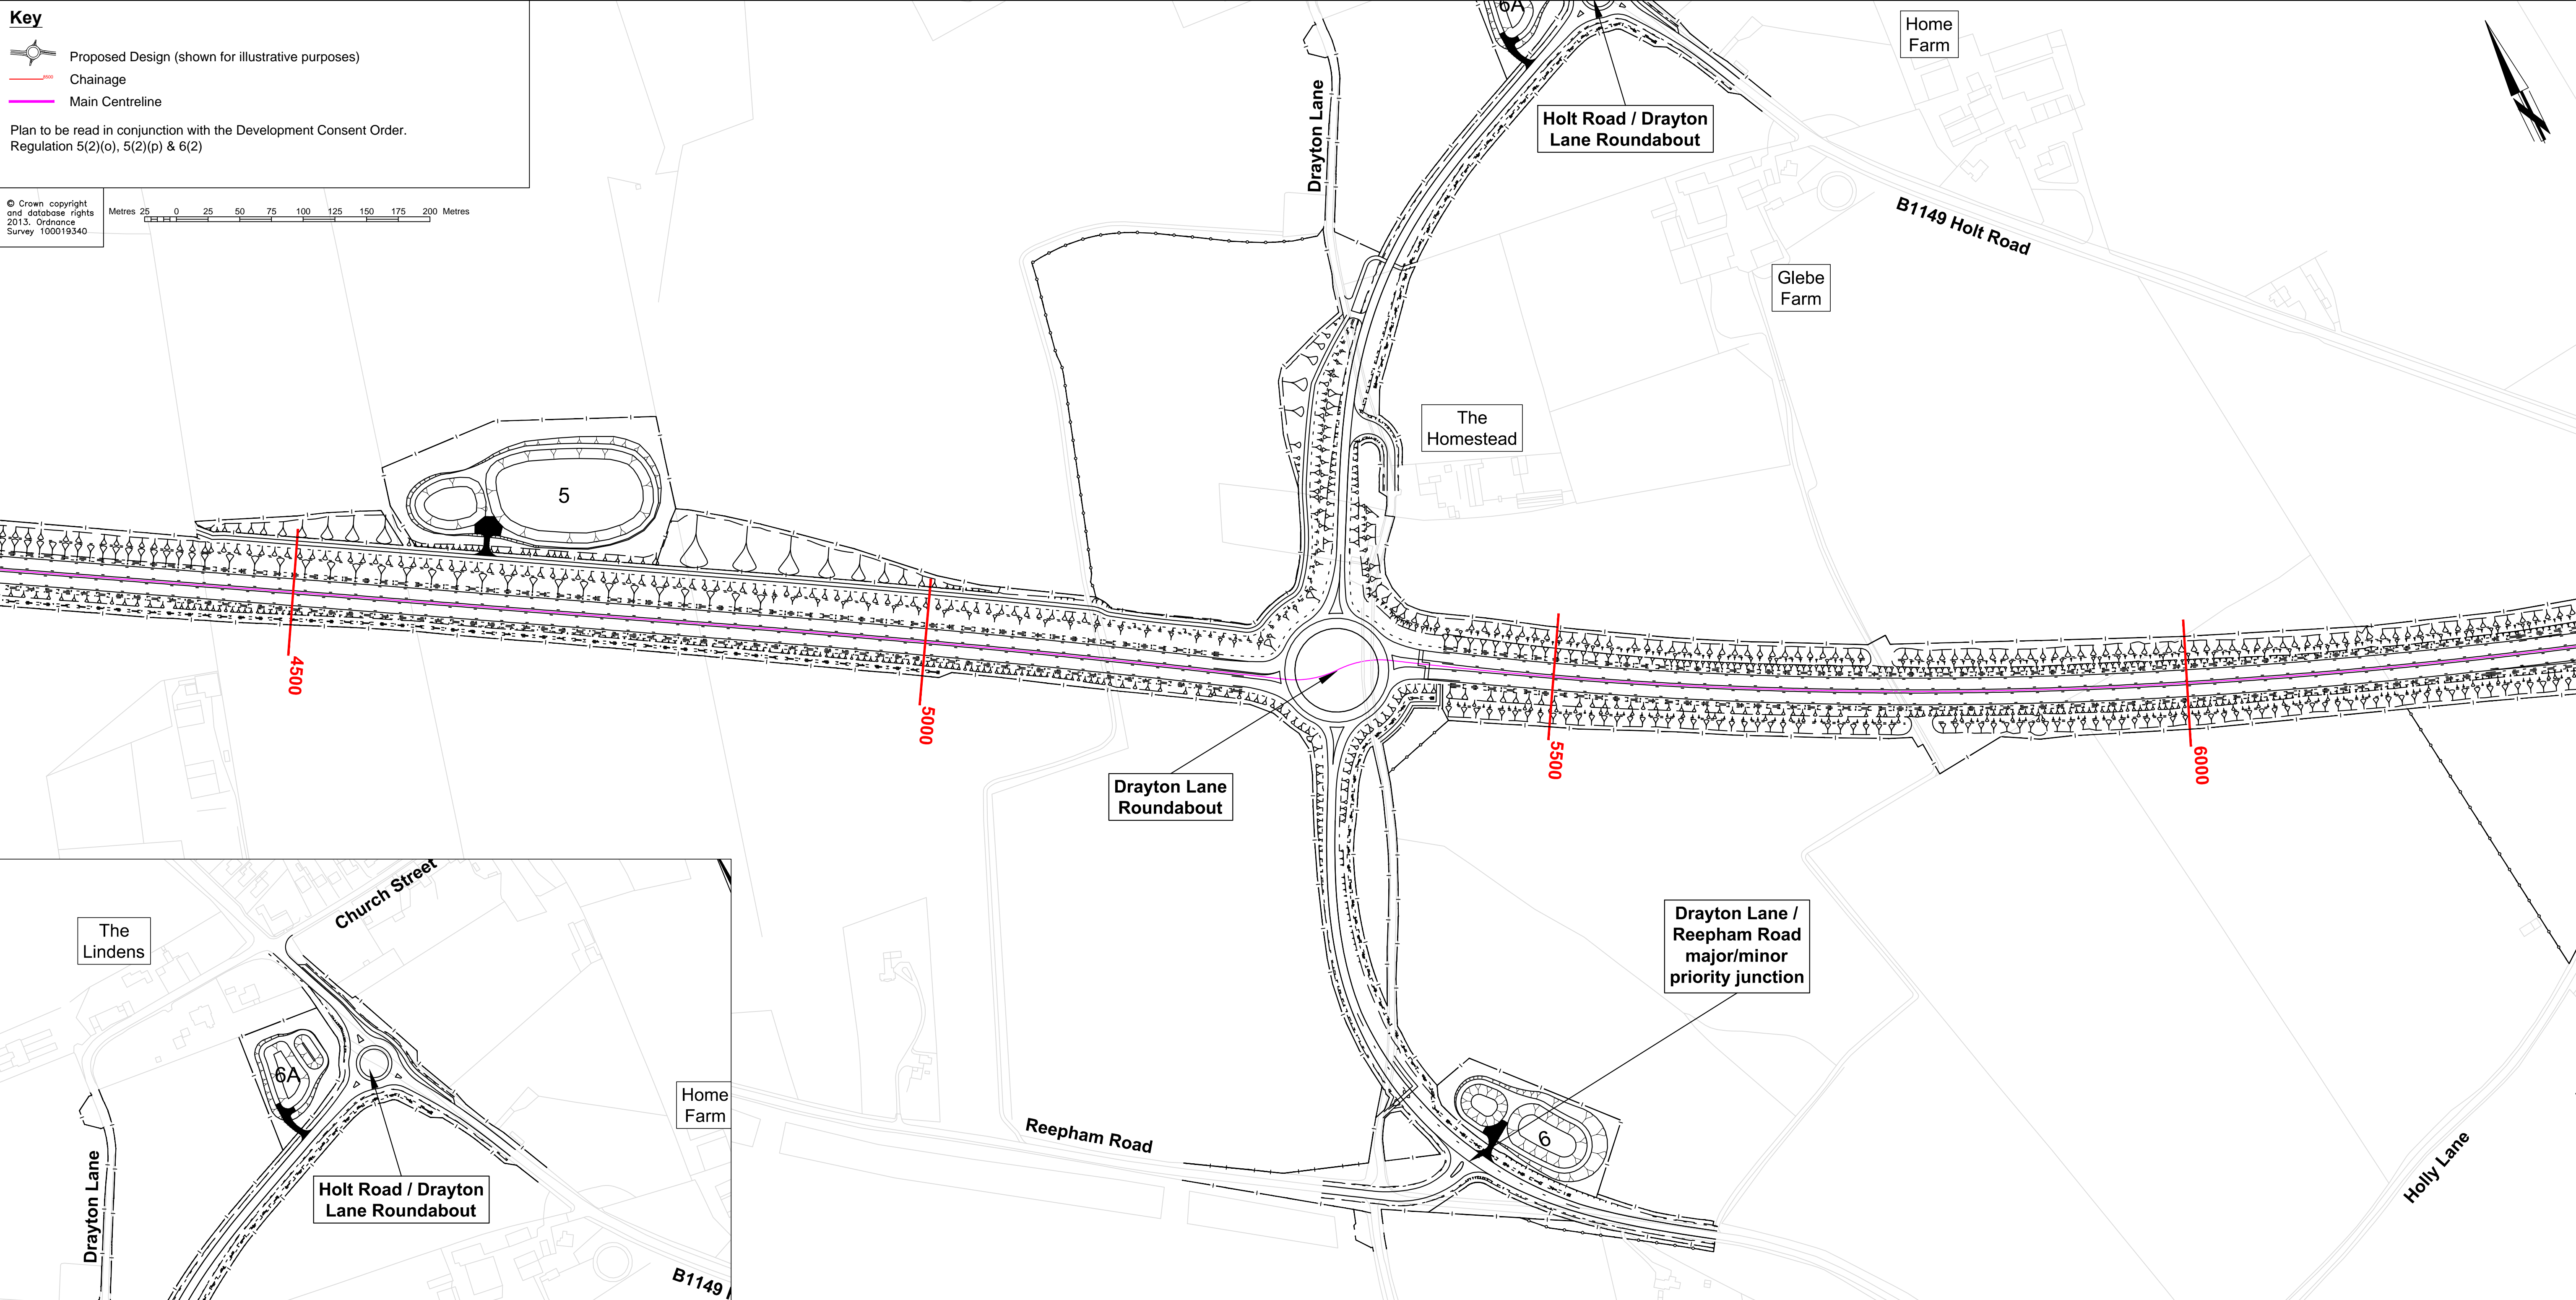 Key
Proposed Design (shown for illustrative purposes)
8500
Chainage
Main Centreline
Plan to be read in conjunction with the Development Consent Order.
Regulation 5(2)(o), 5(2)(p) & 6(2)
© Crown copyright
and database rights
2013. Ordnance
Survey 100019340
Metres 25 0 25 50 75 100 125 150 175 200 Metres
6A
Home
Farm
Holt Road / Drayton
Lane Roundabout
Drayton Lane
B1149 Holt Road
Glebe
Farm
The
Homestead
5
4500
5000
5500
6000
Drayton Lane
Roundabout
Drayton Lane /
Reepham Road
major/minor
priority junction
6
Reepham Road
Holly Lane
Church Street
The
Lindens
6A
Home
Farm
Drayton Lane
Holt Road / Drayton
Lane Roundabout
B1149